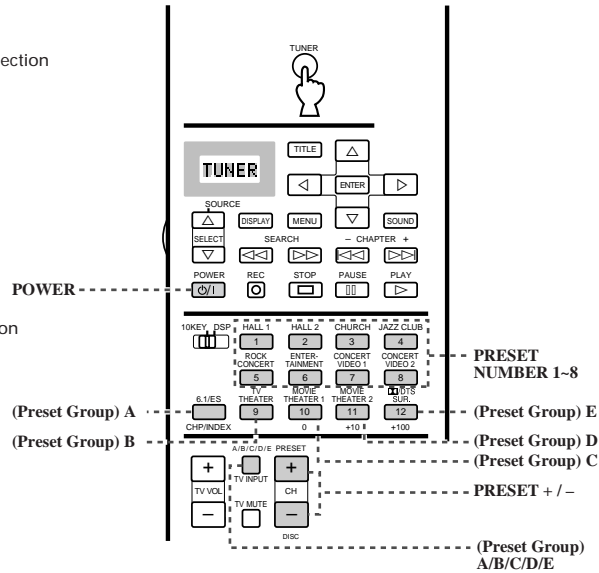 TUNER
ection
TITLE
TUNER
ENTER
SOURCE
DISPLAY MENU SOUND
SELECT SEARCH – CHAPTER +
POWER REC STOP PAUSE PLAY
POWER
on
10KEY DSP HALL 1 HALL 2 CHURCH JAZZ CLUB
1 2 3 4
ROCK CONCERT ENTER-TAINMENT CONCERT VIDEO 1 CONCERT VIDEO 2
5 6 7 8
PRESET
NUMBER 1~8
6.1/ES TV THEATER MOVIE THEATER 1 MOVIE THEATER 2 /DTS SUR.
(Preset Group) A
9 10 11 12
(Preset Group) E
CHP/INDEX 0 +10 +100
(Preset Group) B
(Preset Group) D
(Preset Group) C
A/B/C/D/E PRESET
+ +
TV INPUT
TV VOL CH
PRESET + / –
TV MUTE
– –
DISC
(Preset Group)
A/B/C/D/E